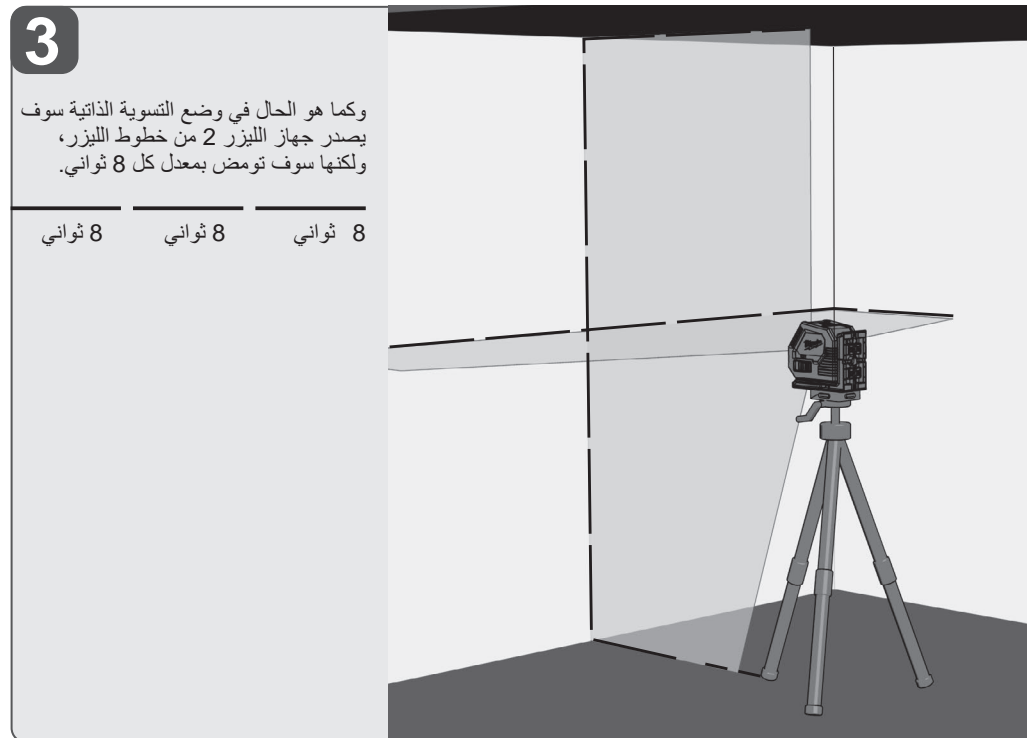 3
وكما هو الحال في وضع التسوية الذاتية سوف
يصدر جهاز الليزر 2 من خطوط الليزر،
ولكنها سوف تومض بمعدل كل 8 ثواني.
8 ثواني 8 ثواني 8 ثواني